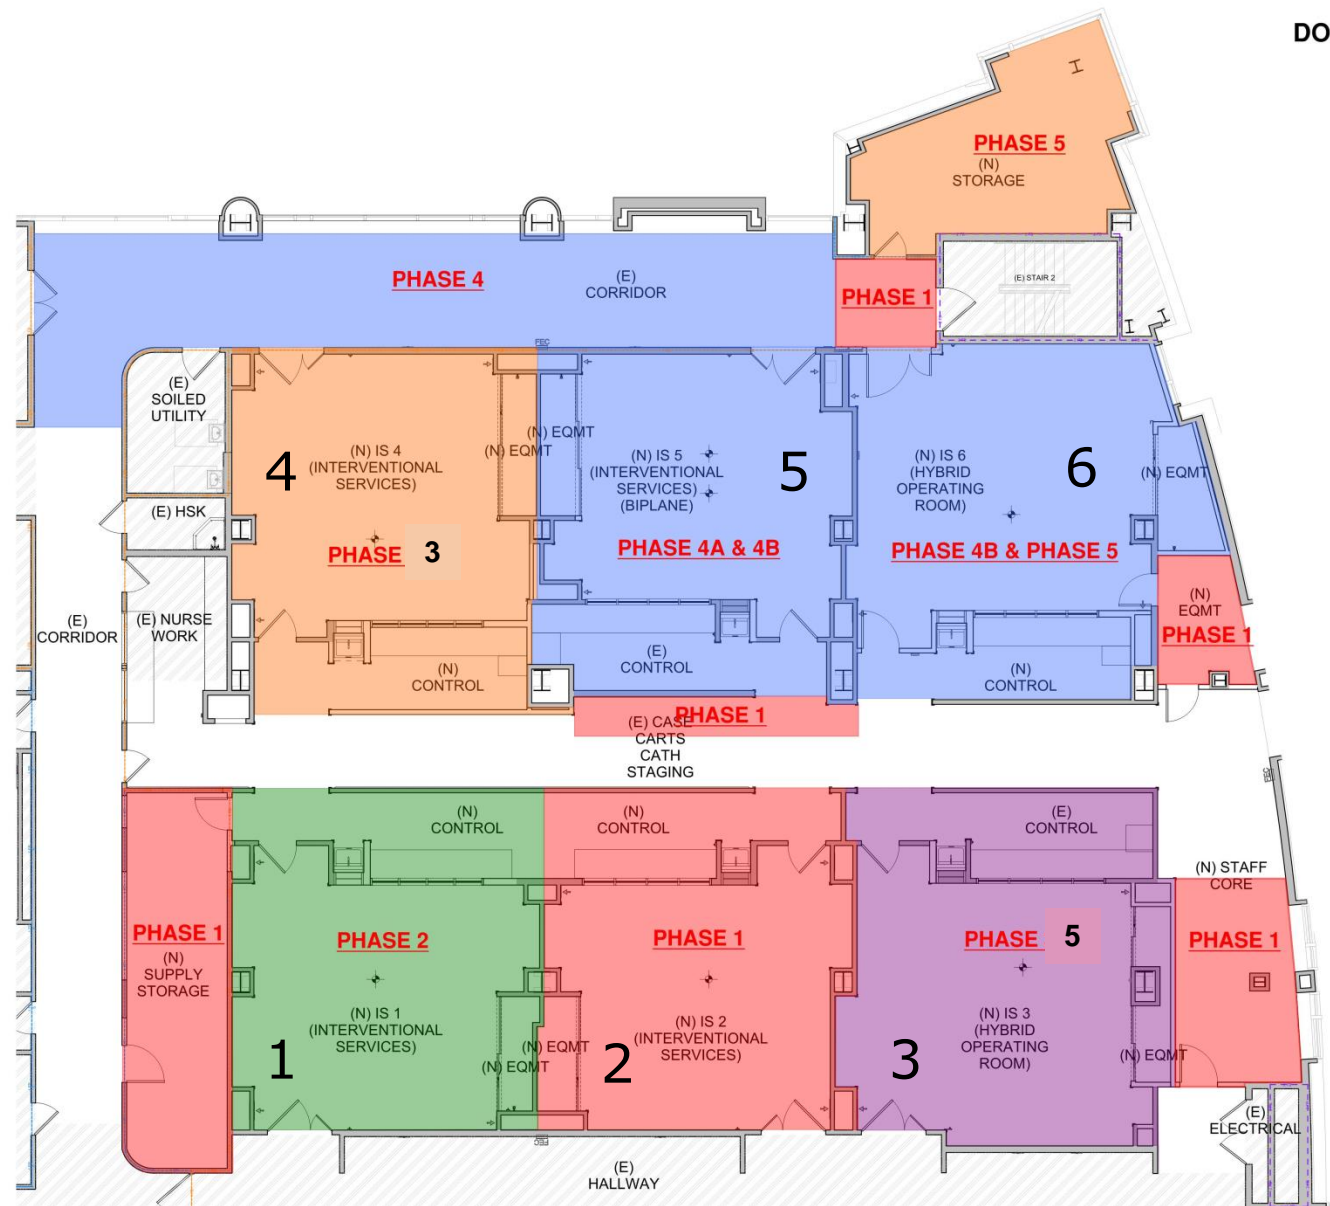 DO
PHASE 5
(N)
STORAGE
(E) STAIR 2
PHASE 4
(E)
CORRIDOR
PHASE 1
FEC
(E)
SOILED
UTILITY
(N) IS 4
(INTERVENTIONAL
SERVICES)
4
PHASE 3
(N) EQMT
(N) EQMT
(N) IS 5
(INTERVENTIONAL
SERVICES)
(BIPLANE)
5
PHASE 4A & 4B
(N) IS 6
(HYBRID
OPERATING
ROOM)
6
PHASE 4B & PHASE 5
(N) EQMT
(E) HSK
(E)
CORRIDOR
(E) NURSE
WORK
(N)
EQMT
PHASE 1
(N)
CONTROL
(E)
CONTROL
(N)
CONTROL
PHASE 1
(E) CASE
CARTS
CATH
STAGING
FEC
(N)
CONTROL
(N)
CONTROL
(E)
CONTROL
(N) STAFF
CORE
PHASE 1
PHASE 1
(N)
SUPPLY
STORAGE
PHASE 2
(N) IS 1
(INTERVENTIONAL
SERVICES)
1
(N) EQMT
PHASE 1
(N) EQMT
(N) IS 2
(INTERVENTIONAL
SERVICES)
2
PHASE 5
(N) IS 3
(HYBRID
OPERATING
ROOM)
3
(N) EQMT
FEC
(E)
HALLWAY
(E)
ELECTRICAL